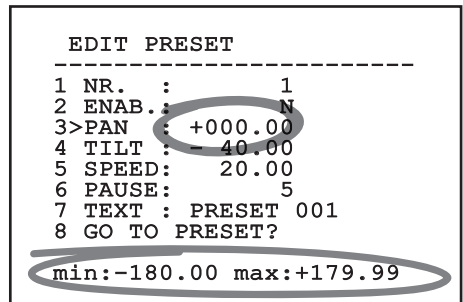 EDIT PRESET
------------------------
1 NR. : 1
2 ENAB.: N
3>PAN : +000.00
4 TILT : - 40.00
5 SPEED: 20.00
6 PAUSE: 5
7 TEXT : PRESET 001
8 GO TO PRESET?
min:-180.00 max:+179.99